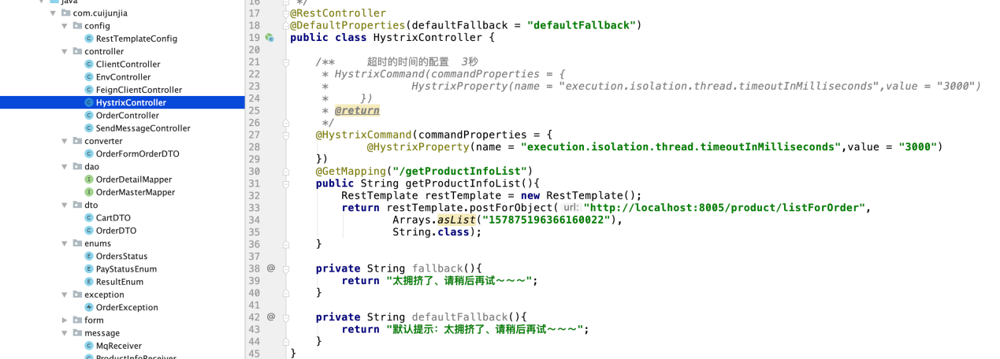 java
com.cuijunjia
config
RestTemplateConfig
controller
ClientController
EnvController
FeignClientController
HystrixController
OrderController
SendMessageController
converter
OrderFormOrderDTO
dao
OrderDetailMapper
OrderMasterMapper
dto
CartDTO
OrderDTO
enums
OrdersStatus
PayStatusEnum
ResultEnum
exception
OrderException
form
message
MqReceiver
ProductInfoReceiver
16 */
17 @RestController
18 @DefaultProperties(defaultFallback = "defaultFallback")
19 public class HystrixController {
20
21 /** 超时的时间的配置 3秒
22 * HystrixCommand(commandProperties = {
23 * HystrixProperty(name = "execution.isolation.thread.timeoutInMilliseconds",value = "3000")
24 * })
25 * @return
26 */
27 @HystrixCommand(commandProperties = {
28 @HystrixProperty(name = "execution.isolation.thread.timeoutInMilliseconds",value = "3000")
29 })
30 @GetMapping("/getProductInfoList")
31 public String getProductInfoList(){
32 RestTemplate restTemplate = new RestTemplate();
33 return restTemplate.postForObject( url: "http://localhost:8005/product/listForOrder",
34 Arrays.asList("157875196366160022"),
35 String.class);
36 }
37
38 @ private String fallback(){
39 return "太拥挤了、请稍后再试～～～";
40 }
41
42 @ private String defaultFallback(){
43 return "默认提示：太拥挤了、请稍后再试～～～";
44 }
45 }